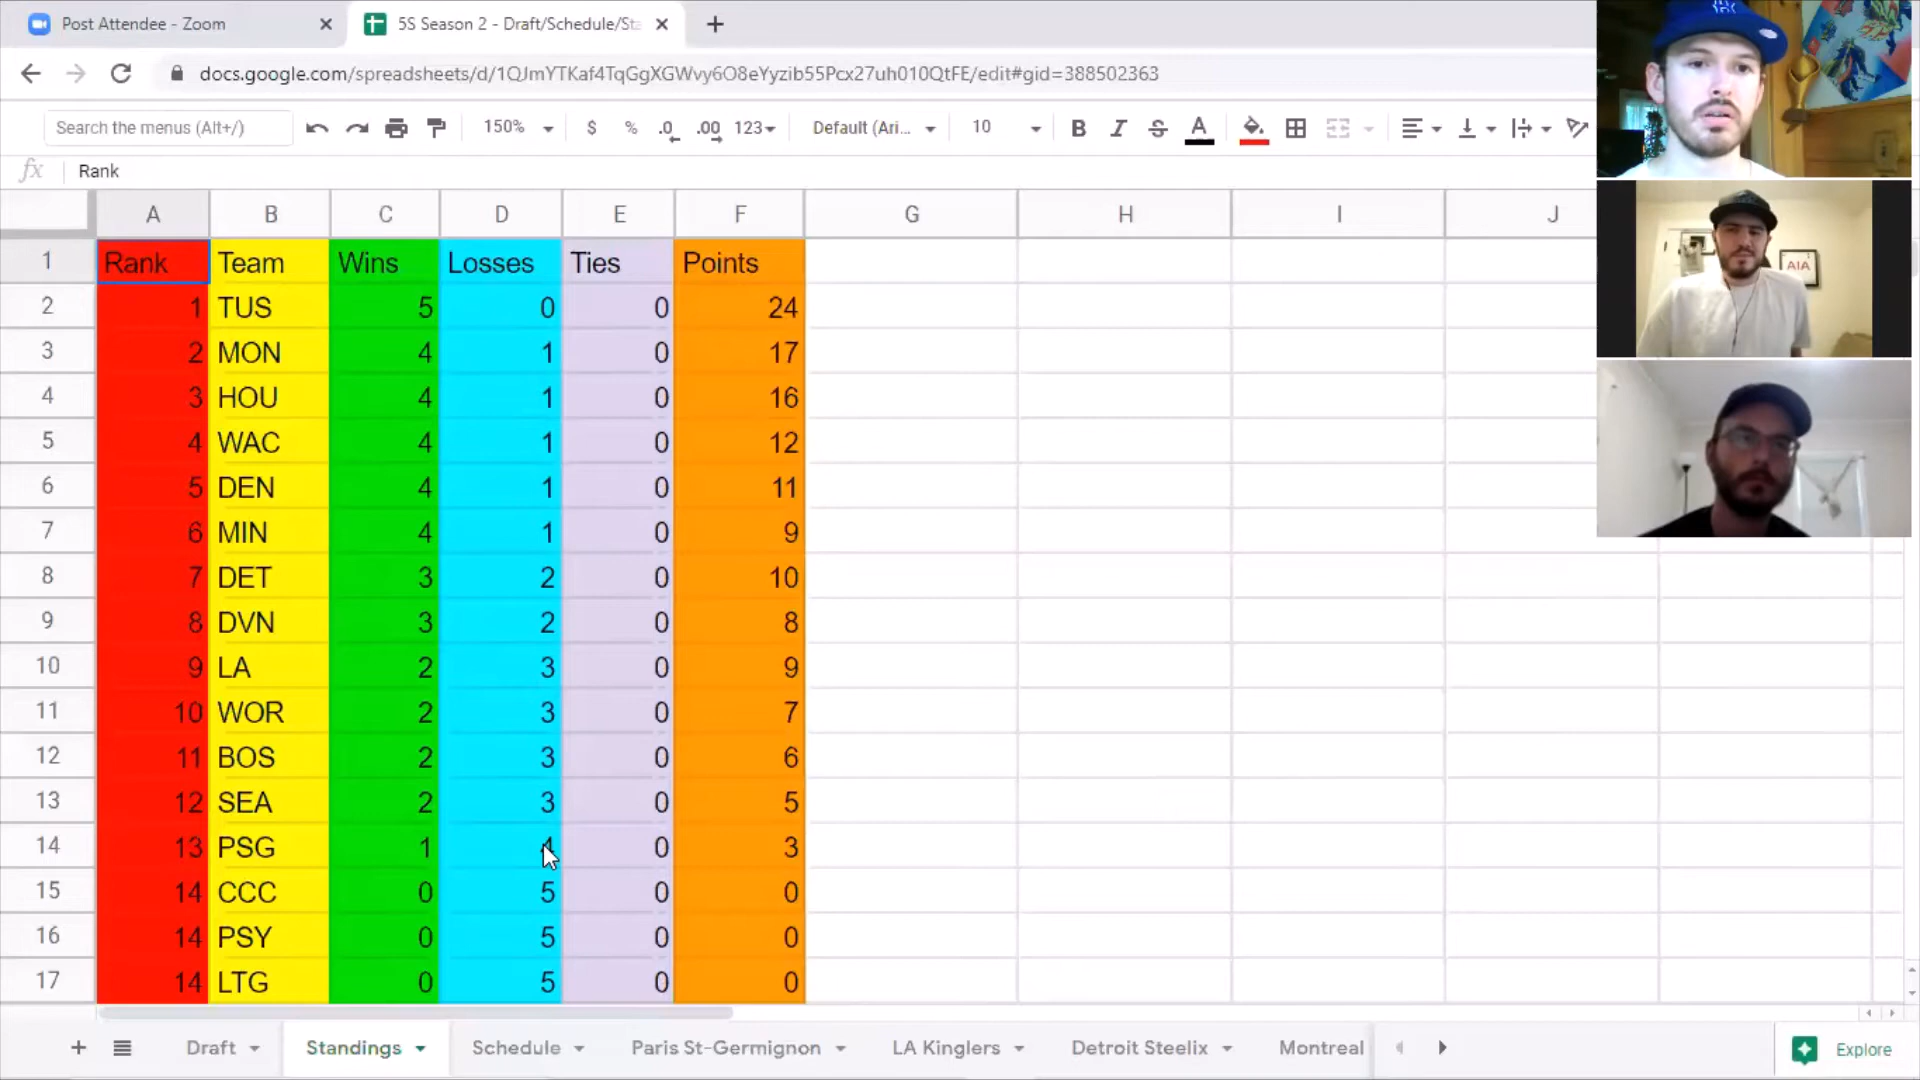 Post Attendee - Zoom
5S Season 2 - Draft/Schedule/Sta
docs.google.com/spreadsheets/d/1QJmYTKaf4TqGgXGWvy6O8eYyzib55Pcx27uh010QtFE/edit#gid=388502363
Search the menus (Alt+/) 150% $ % .0 .00 123 Default (Ari... 10 B I S A
fx Rank
A B C D E F G H I J
1 Rank Team Wins Losses Ties Points
2 1 TUS 5 0 0 24
3 2 MON 4 1 0 17
4 3 HOU 4 1 0 16
5 4 WAC 4 1 0 12
6 5 DEN 4 1 0 11
7 6 MIN 4 1 0 9
8 7 DET 3 2 0 10
9 8 DVN 3 2 0 8
10 9 LA 2 3 0 9
11 10 WOR 2 3 0 7
12 11 BOS 2 3 0 6
13 12 SEA 2 3 0 5
14 13 PSG 1 4 0 3
15 14 CCC 0 5 0 0
16 14 PSY 0 5 0 0
17 14 LTG 0 5 0 0
Draft Standings Schedule Paris St-Germignon LA Kinglers Detroit Steelix Montreal Explore
AIA